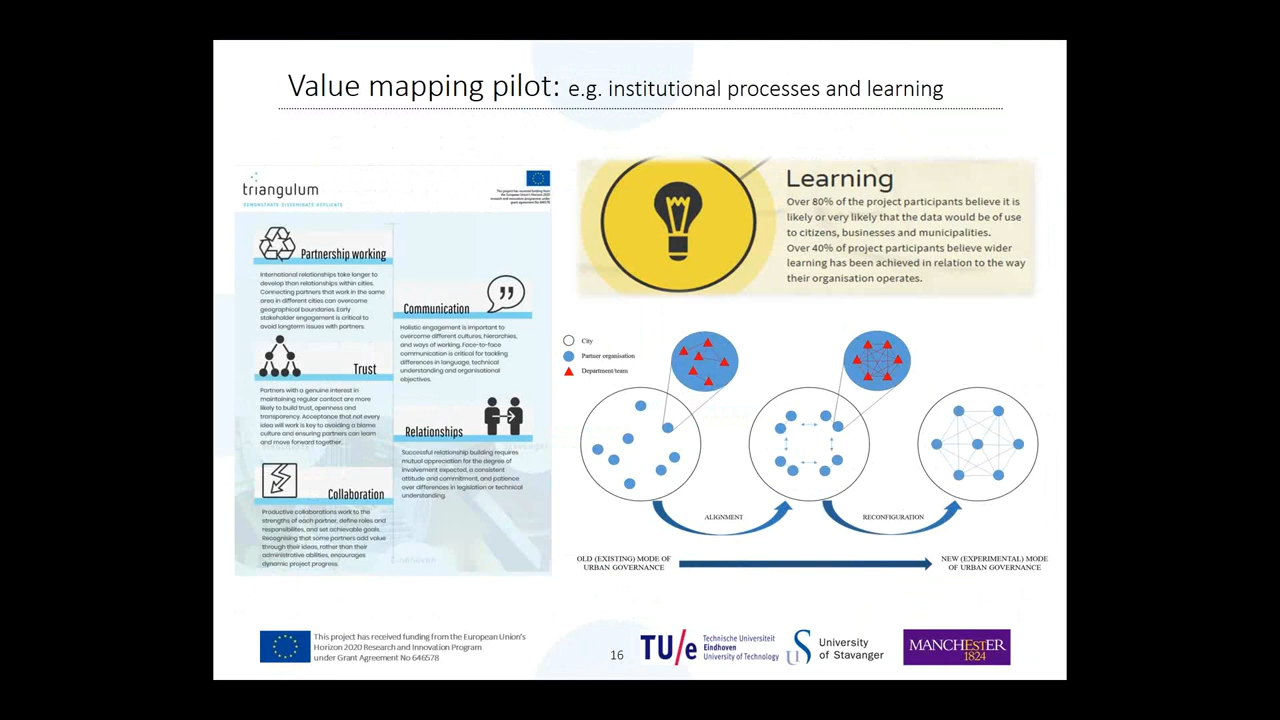 Value mapping pilot: e.g. institutional processes and learning
triangulum
DEMONSTRATE DISSEMINATE REPLICATE
Partnership working
International relationships take longer to
develop than relationships within cities.
Connecting partners that work in the same
area in different cities can overcome
geographical boundaries. Early
stakeholder engagement is critical to
avoid longterm issues with partners.
Trust
Partners with a genuine interest in
maintaining regular contact are more
likely to build trust, openness and
transparency. Acceptance that not every
idea will work is key to avoiding a blame
culture and ensuring partners can learn
and move forward together.
Collaboration
Productive collaborations work to the
strengths of each partner, define roles and
responsibilites, and set achievable goals.
Recognising that some partners add value
through their ideas, rather than their
administrative abilities, encourages
dynamic project progress.
Communication
Holistic engagement is important to
overcome different cultures, hierarchies,
and ways of working. Face-to-face
communication is critical for tackling
differences in language, technical
understanding and organisational
objectives.
Relationships
Successful relationship building requires
mutual appreciation for the degree of
involvement expected, a consistent
attitude and commitment, and patience
over differences in legislation or technical
understanding.
Learning
Over 80% of the project participants believe it is
likely or very likely that the data would be of use
to citizens, businesses and municipalities.
Over 40% of project participants believe wider
learning has been achieved in relation to the way
their organisation operates.
City
Partner organisation
Department/team
ALIGNMENT
RECONFIGURATION
OLD (EXISTING) MODE OF
URBAN GOVERNANCE
NEW (EXPERIMENTAL) MODE
OF URBAN GOVERNANCE
This project has received funding from the European Union's
Horizon 2020 Research and Innovation Program
under Grant Agreement No 646578
16
TU/e
Technische Universiteit
Eindhoven
University of Technology
University
of Stavanger
MANCHESTER
1824